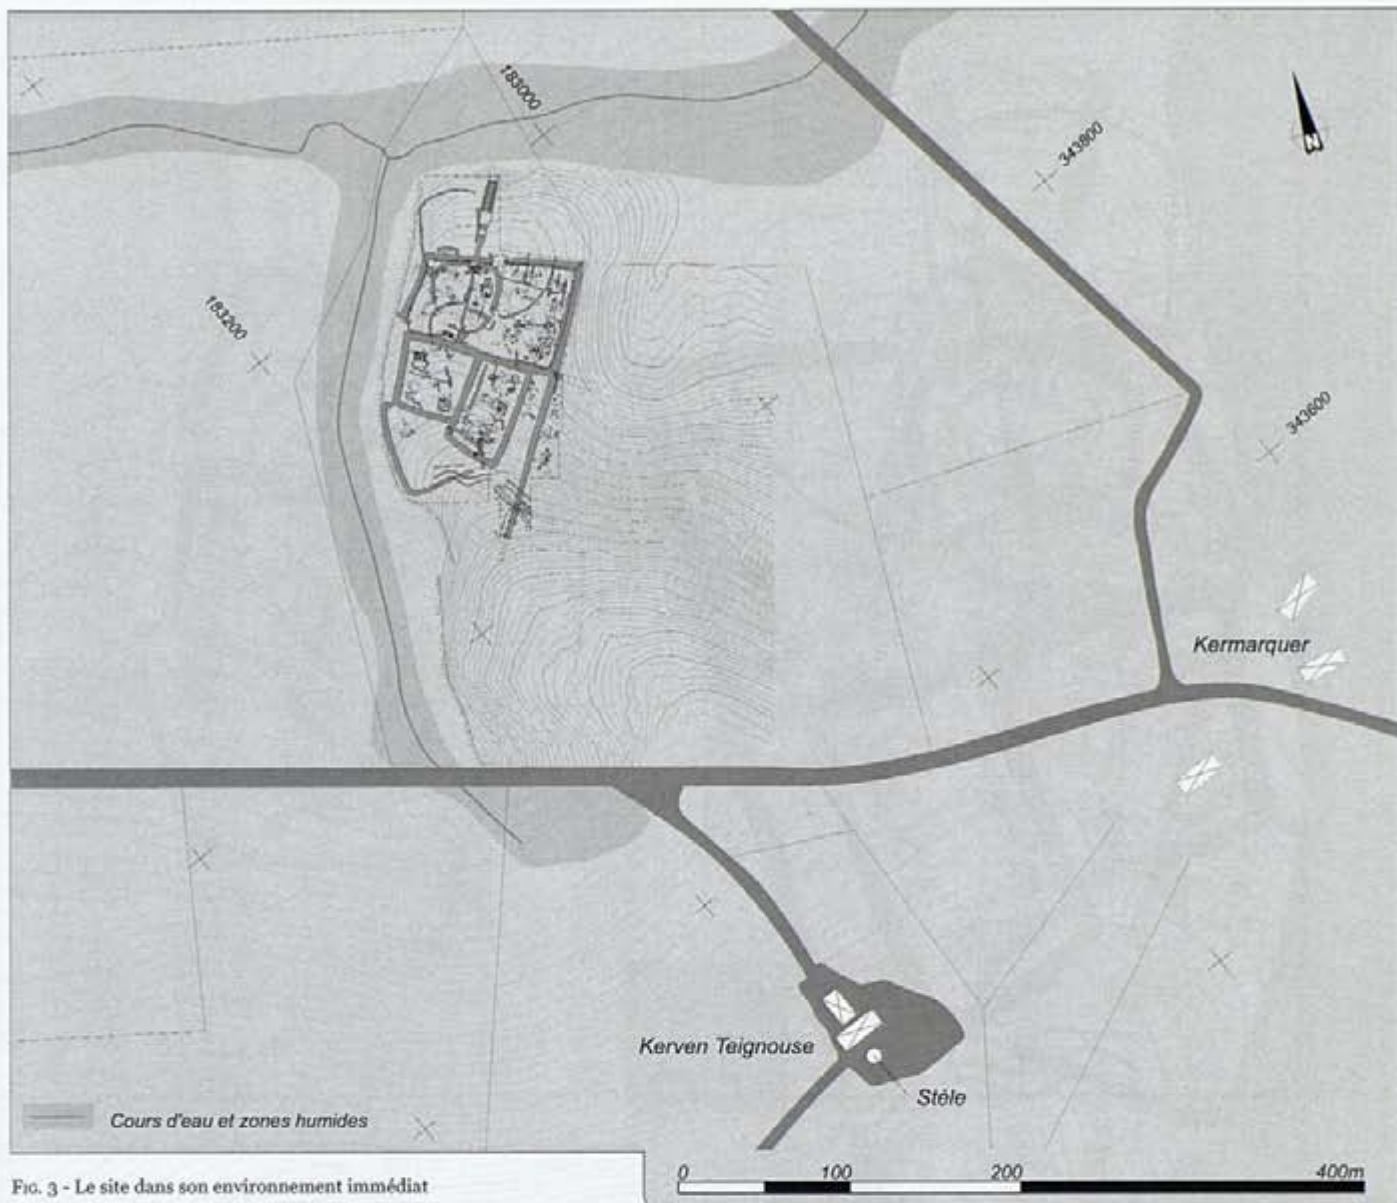 183000
343800
N
183200
343600
Kermarquer
Kerven Teignouse
Stèle
Cours d'eau et zones humides
0 100 200 400m
FIG. 3 - Le site dans son environnement immédiat